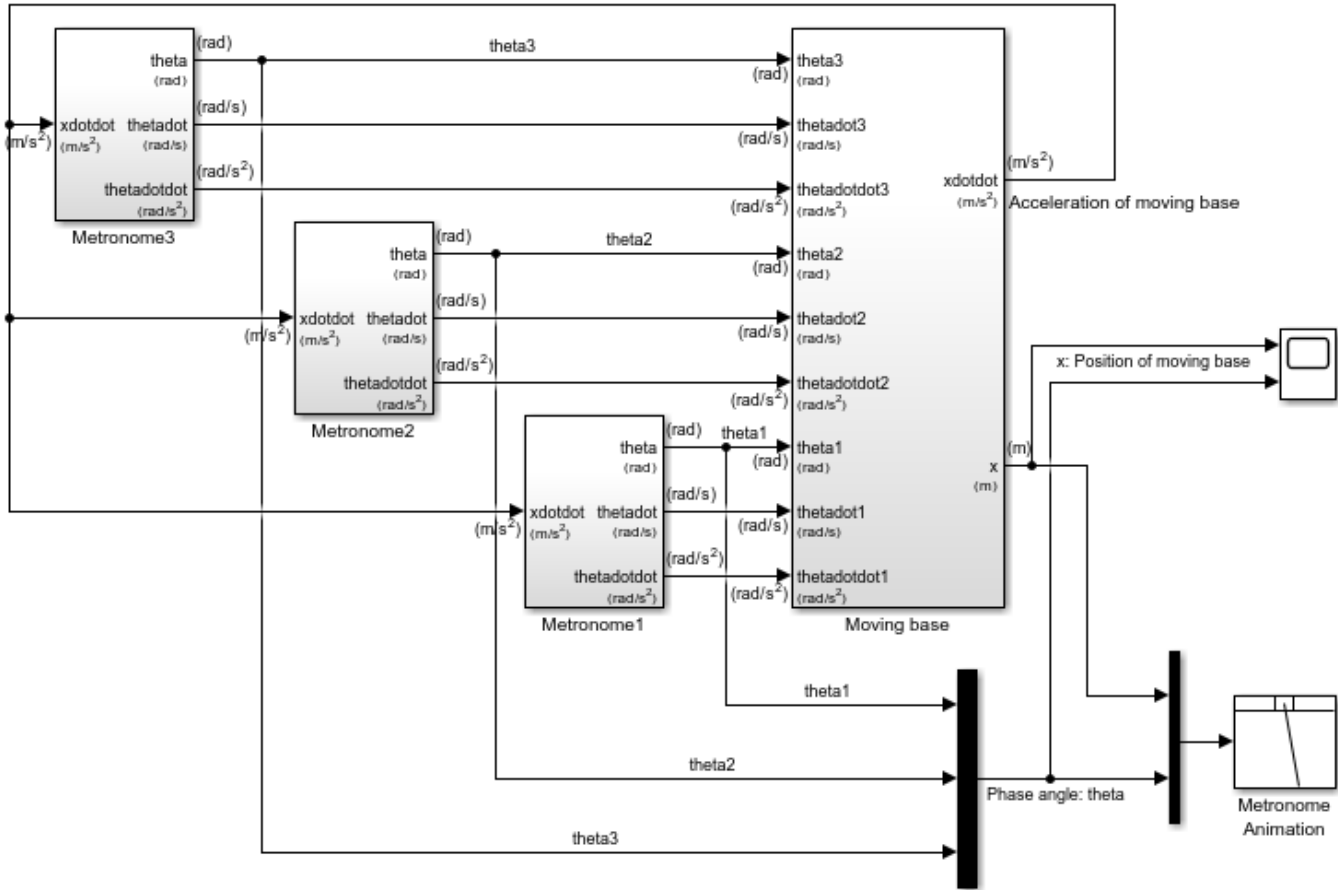 (rad)
theta
(rad)
theta3
(rad)
theta3
(rad)
(m/s²)
xdotdot
(m/s²)
thetadot
(rad/s)
(rad/s)
(rad/s)
thetadot3
(rad/s)
thetadotdot
(rad/s²)
(rad/s²)
(rad/s²)
thetadotdot3
(rad/s²)
Metronome3
xdotdot
(m/s²)
(m/s²)
Acceleration of moving base
theta
(rad)
(rad)
theta2
(rad)
theta2
(rad)
(m/s²)
xdotdot
(m/s²)
thetadot
(rad/s)
(rad/s)
(rad/s)
thetadot2
(rad/s)
thetadotdot
(rad/s²)
(rad/s²)
(rad/s²)
thetadotdot2
(rad/s²)
Metronome2
x: Position of moving base
theta
(rad)
(rad)
theta1
(rad)
theta1
(rad)
(m)
x
(m)
(m/s²)
xdotdot
(m/s²)
thetadot
(rad/s)
(rad/s)
(rad/s)
thetadot1
(rad/s)
thetadotdot
(rad/s²)
(rad/s²)
(rad/s²)
thetadotdot1
(rad/s²)
Metronome1
Moving base
theta1
theta2
theta3
Phase angle: theta
Metronome
Animation